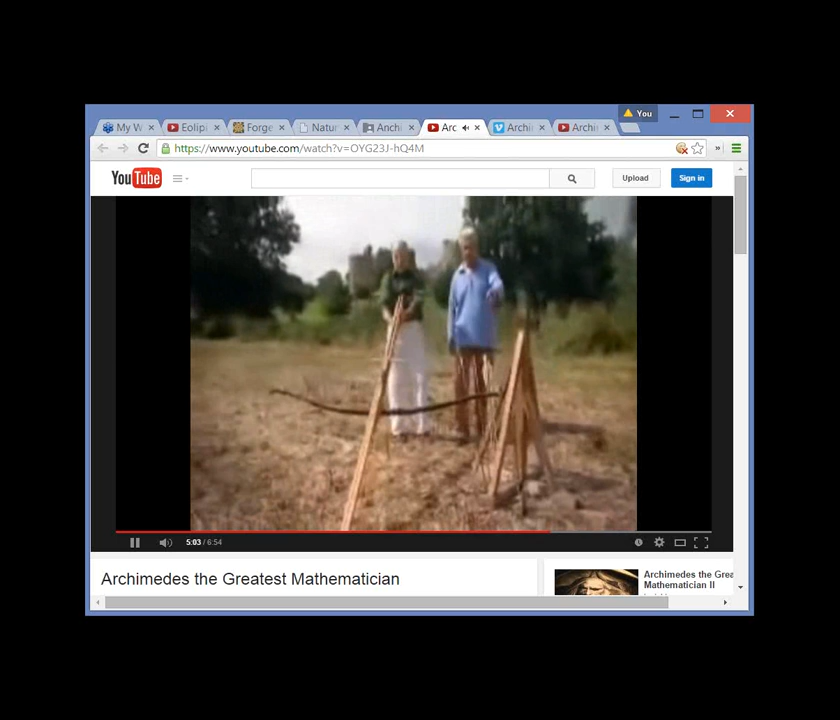 You
My W
Eolipi
Forge
Natur
Anchi
Arc
Archi
Archi
https://www.youtube.com/watch?v=OYG23J-hQ4M
»
YouTube
Upload
Sign in
5:03 / 6:54
Archimedes the Greatest Mathematician
Archimedes the Grea
Mathematician II